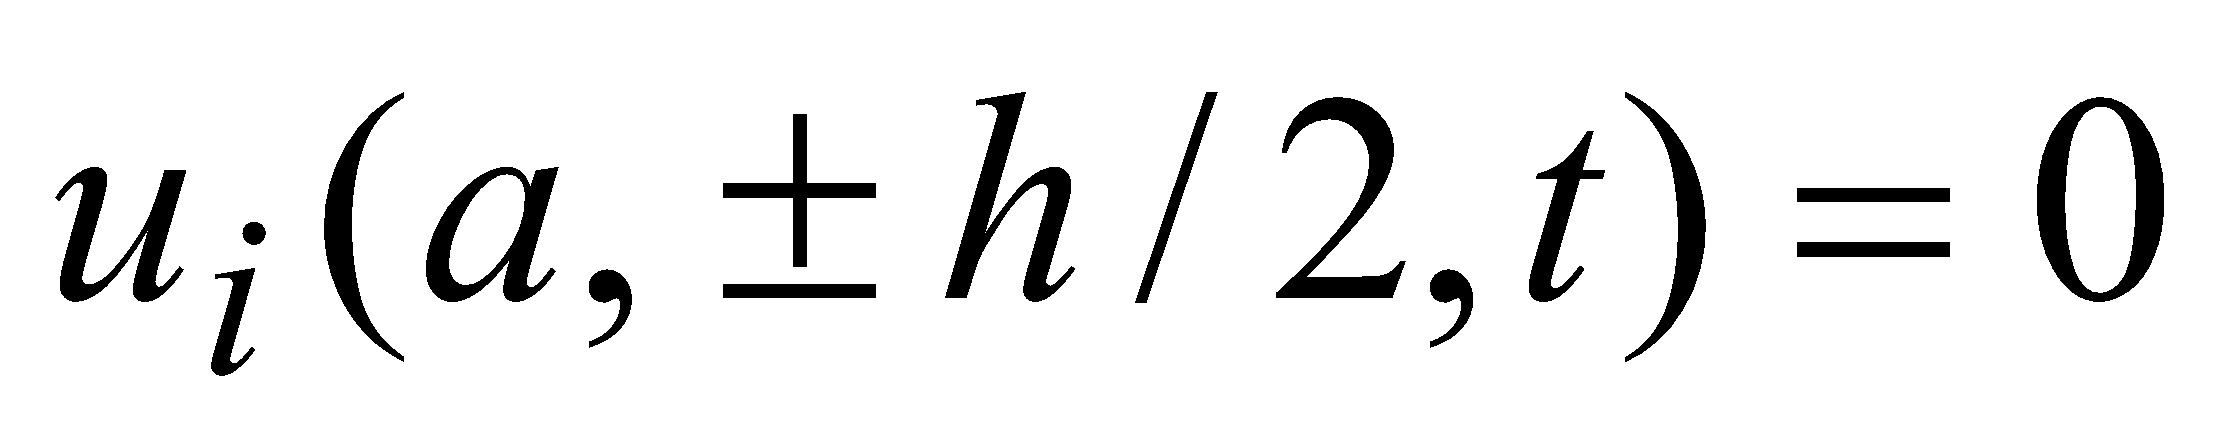 u_i(a, ± h / 2, t) = 0